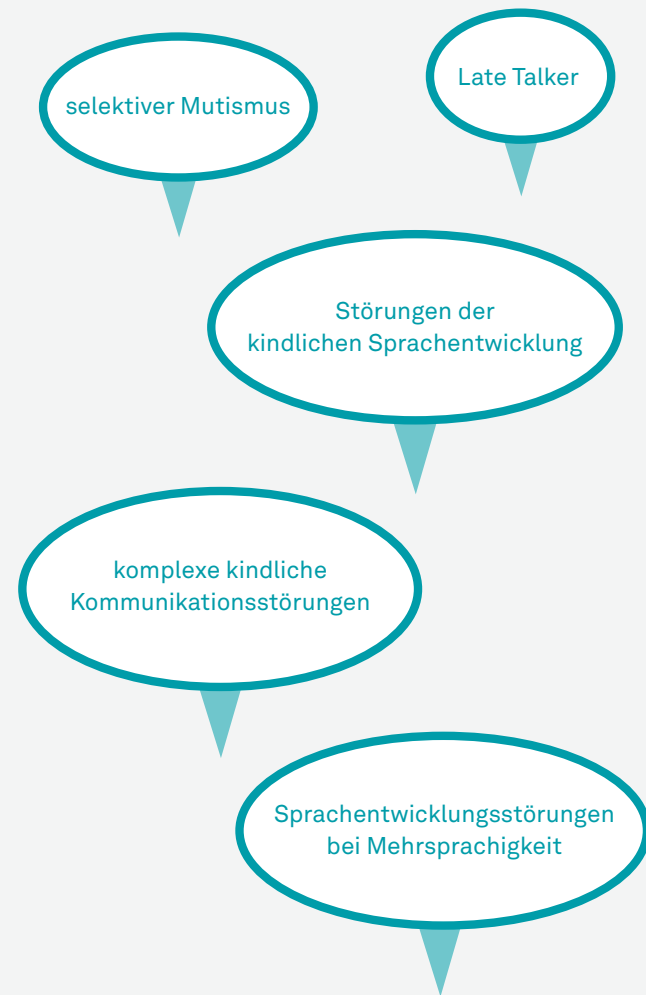 selektiver Mutismus
Late Talker
Störungen der
kindlichen Sprachentwicklung
komplexe kindliche
Kommunikationsstörungen
Sprachentwicklungsstörungen
bei Mehrsprachigkeit